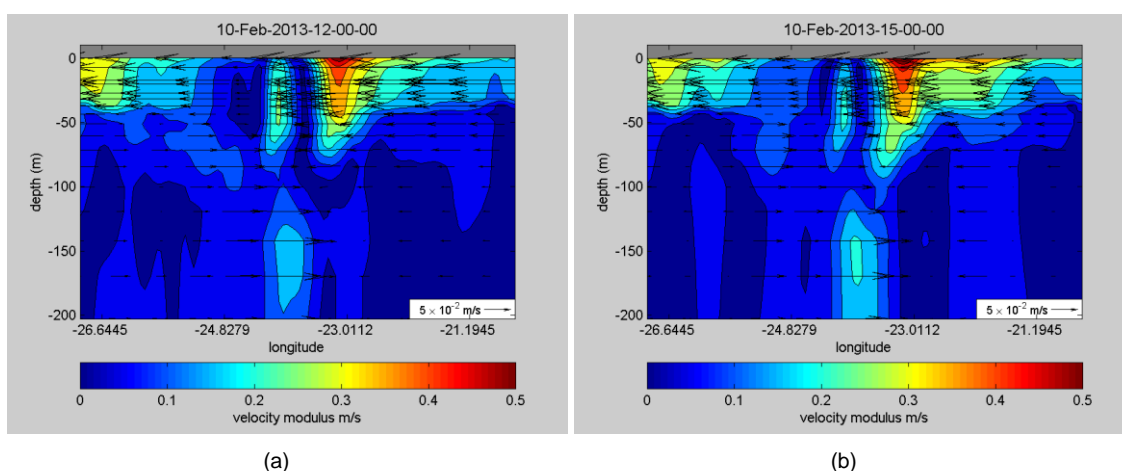 10-Feb-2013-12-00-00
0
-50
-100
-150
-200
depth (m)
5 × 10⁻² m/s
-26.6445 -24.8279 -23.0112 -21.1945
longitude
0 0.1 0.2 0.3 0.4 0.5
velocity modulus m/s
(a)
10-Feb-2013-15-00-00
0
-50
-100
-150
-200
depth (m)
5 × 10⁻² m/s
-26.6445 -24.8279 -23.0112 -21.1945
longitude
0 0.1 0.2 0.3 0.4 0.5
velocity modulus m/s
(b)